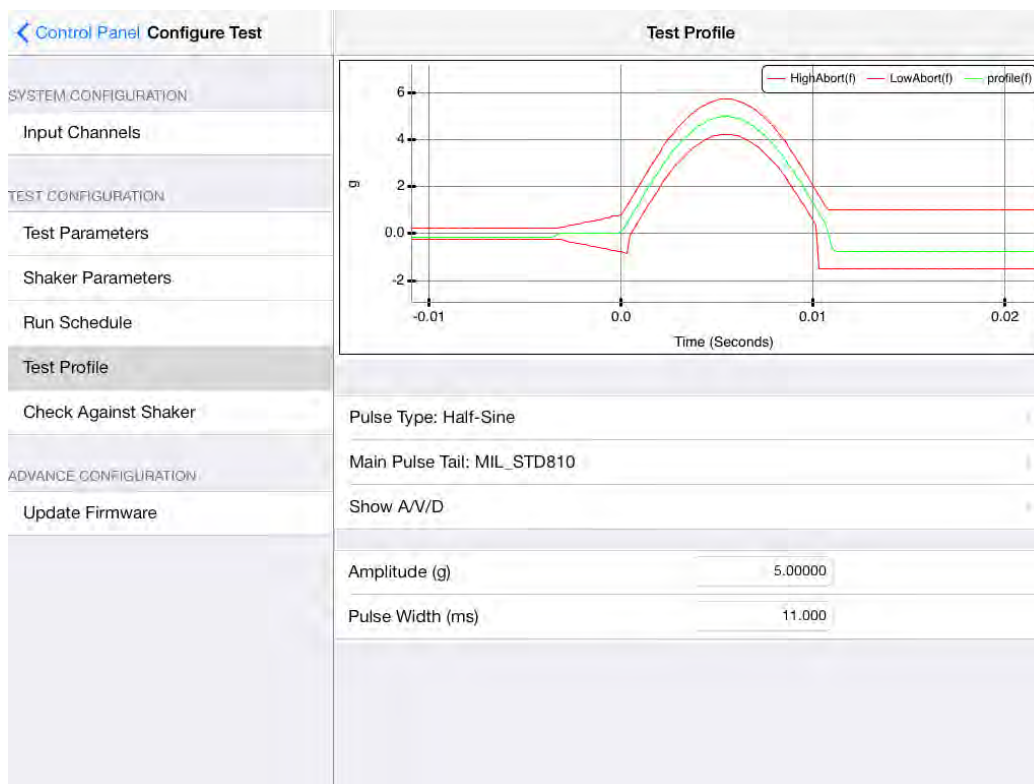 Control Panel Configure Test
SYSTEM CONFIGURATION
Input Channels
TEST CONFIGURATION
Test Parameters
Shaker Parameters
Run Schedule
Test Profile
Check Against Shaker
ADVANCE CONFIGURATION
Update Firmware
Test Profile
HighAbort(f) LowAbort(f) profile(f)
6
4
g
2
0.0
-2
-0.01 0.0 0.01 0.02
Time (Seconds)
Pulse Type: Half-Sine
Main Pulse Tail: MIL_STD810
Show A/V/D
Amplitude (g) 5.00000
Pulse Width (ms) 11.000